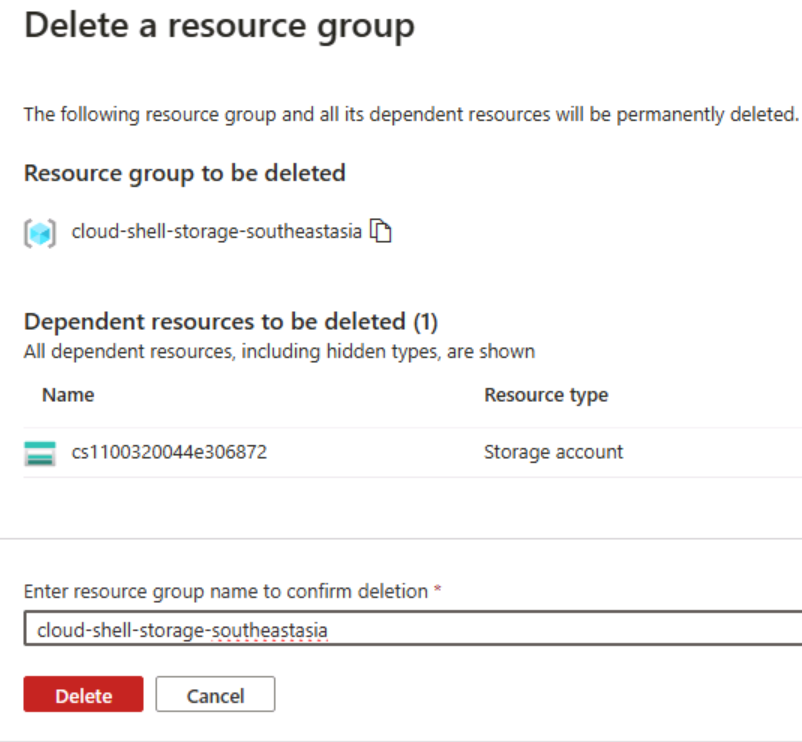 Delete a resource group
The following resource group and all its dependent resources will be permanently deleted.
Resource group to be deleted
cloud-shell-storage-southeastasia
Dependent resources to be deleted (1)
All dependent resources, including hidden types, are shown
Name Resource type
cs1100320044e306872 Storage account
Enter resource group name to confirm deletion *
cloud-shell-storage-southeastasia
Delete Cancel